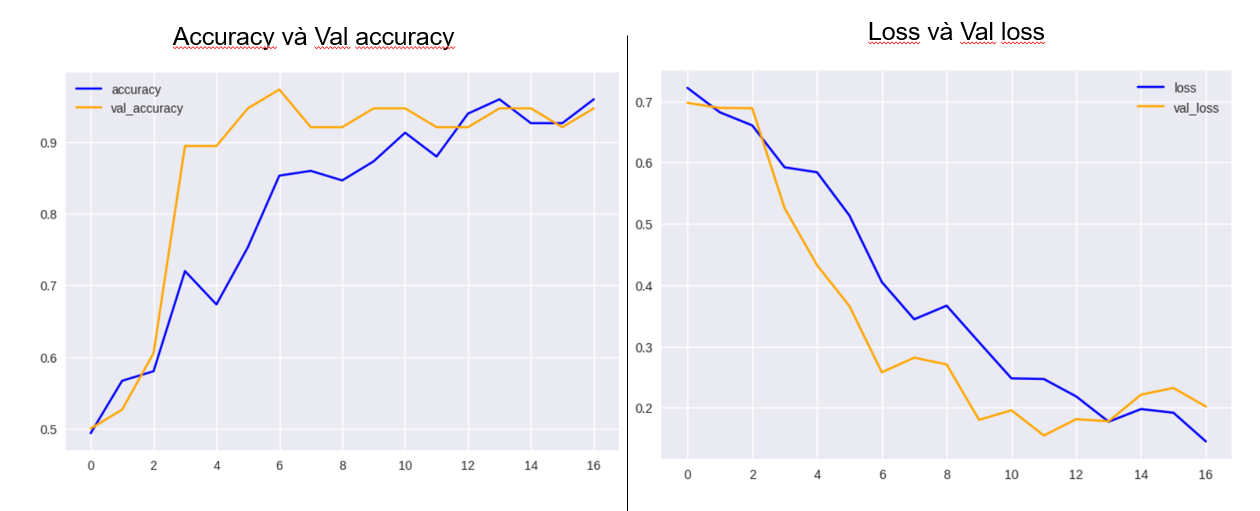 Accuracy và Val accuracy
accuracy
val_accuracy
0.9
0.8
0.7
0.6
0.5
0 2 4 6 8 10 12 14 16
Loss và Val loss
loss
val_loss
0.7
0.6
0.5
0.4
0.3
0.2
0 2 4 6 8 10 12 14 16